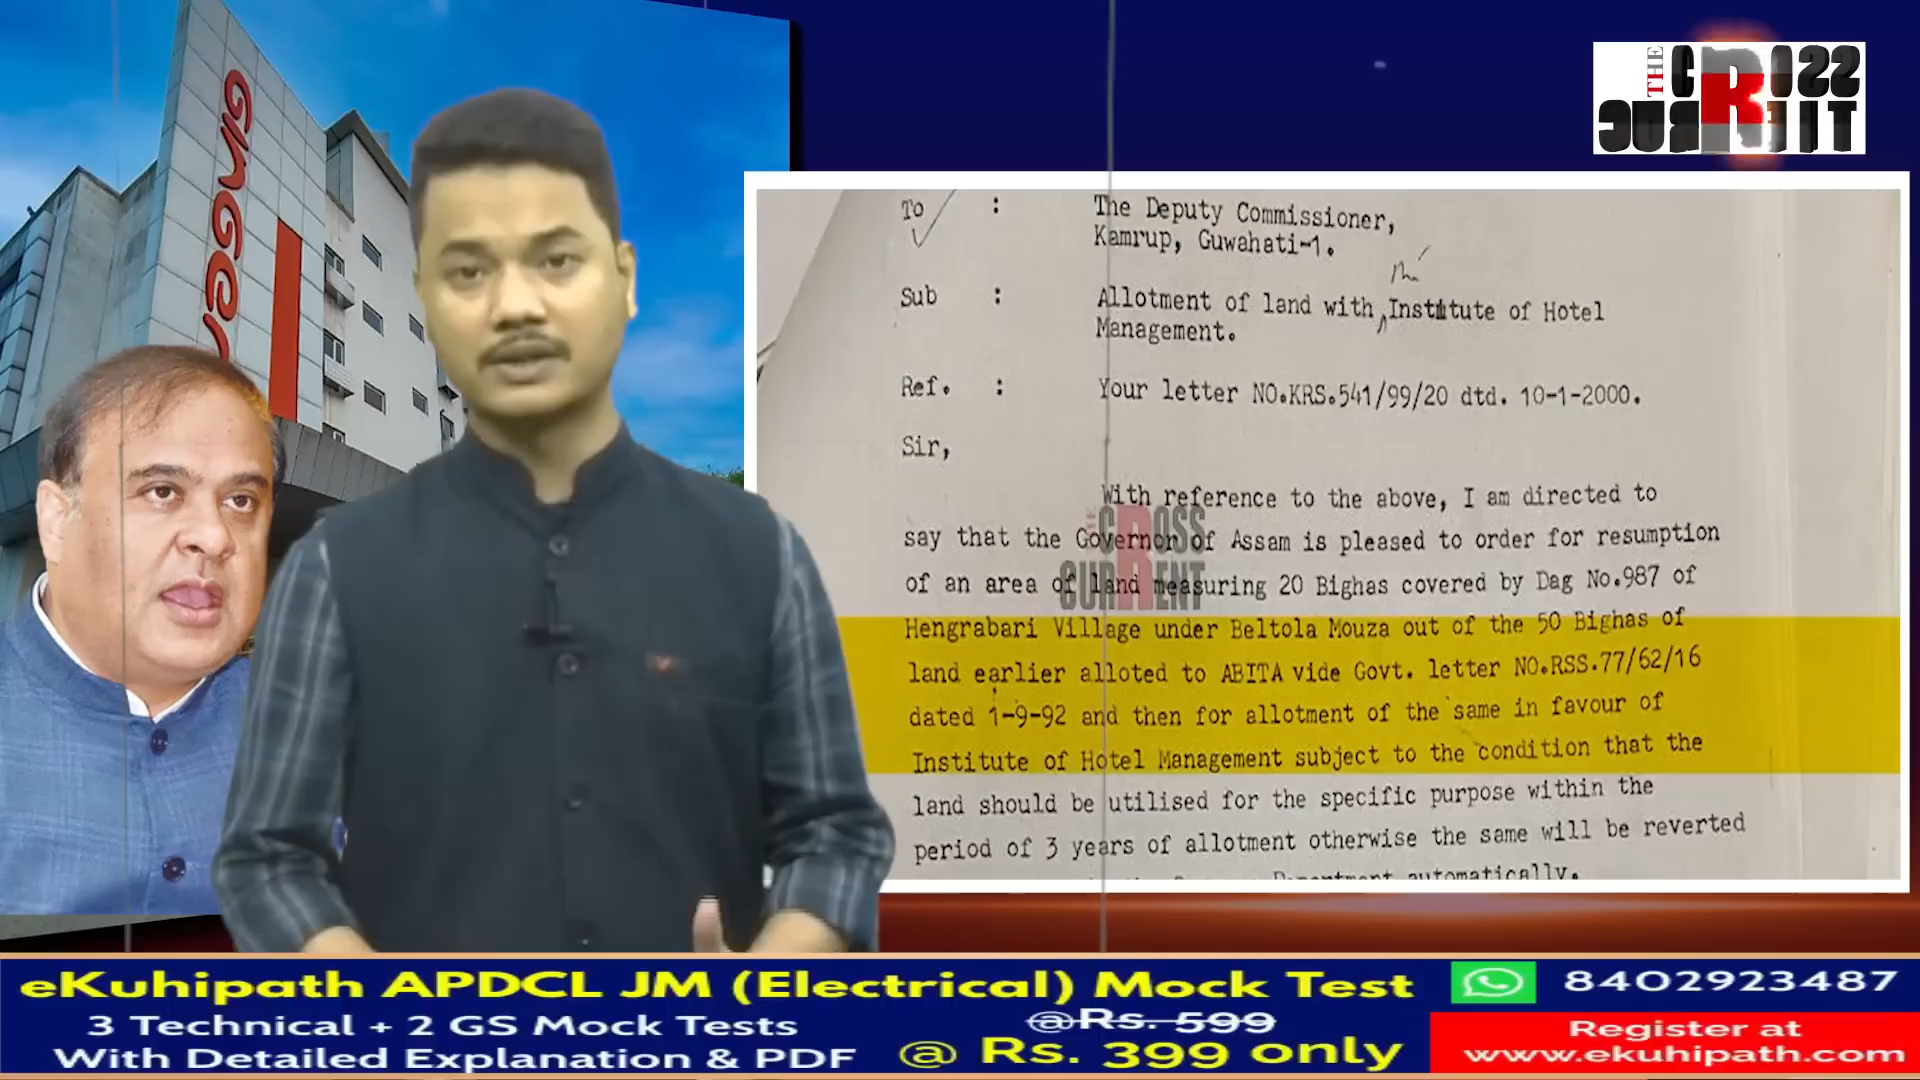 GINGER
THE CROSS
CURRENT
To : The Deputy Commissioner,
Kamrup, Guwahati-1.
Sub : Allotment of land with Institute of Hotel
Management.
Ref. : Your letter NO.KRS.541/99/20 dtd. 10-1-2000.
Sir,
With reference to the above, I am directed to
say that the Governor of Assam is pleased to order for resumption
of an area of land measuring 20 Bighas covered by Dag No.987 of
Hengrabari Village under Beltola Mouza out of the 50 Bighas of
land earlier alloted to ABITA vide Govt. letter NO.RSS.77/62/16
dated 1-9-92 and then for allotment of the same in favour of
Institute of Hotel Management subject to the condition that the
land should be utilised for the specific purpose within the
period of 3 years of allotment otherwise the same will be reverted
Department automatically.
THE CROSS
CURRENT
eKuhipath APDCL JM (Electrical) Mock Test
3 Technical + 2 GS Mock Tests
With Detailed Explanation & PDF
@Rs. 599
@ Rs. 399 only
8402923487
Register at
www.ekuhipath.com